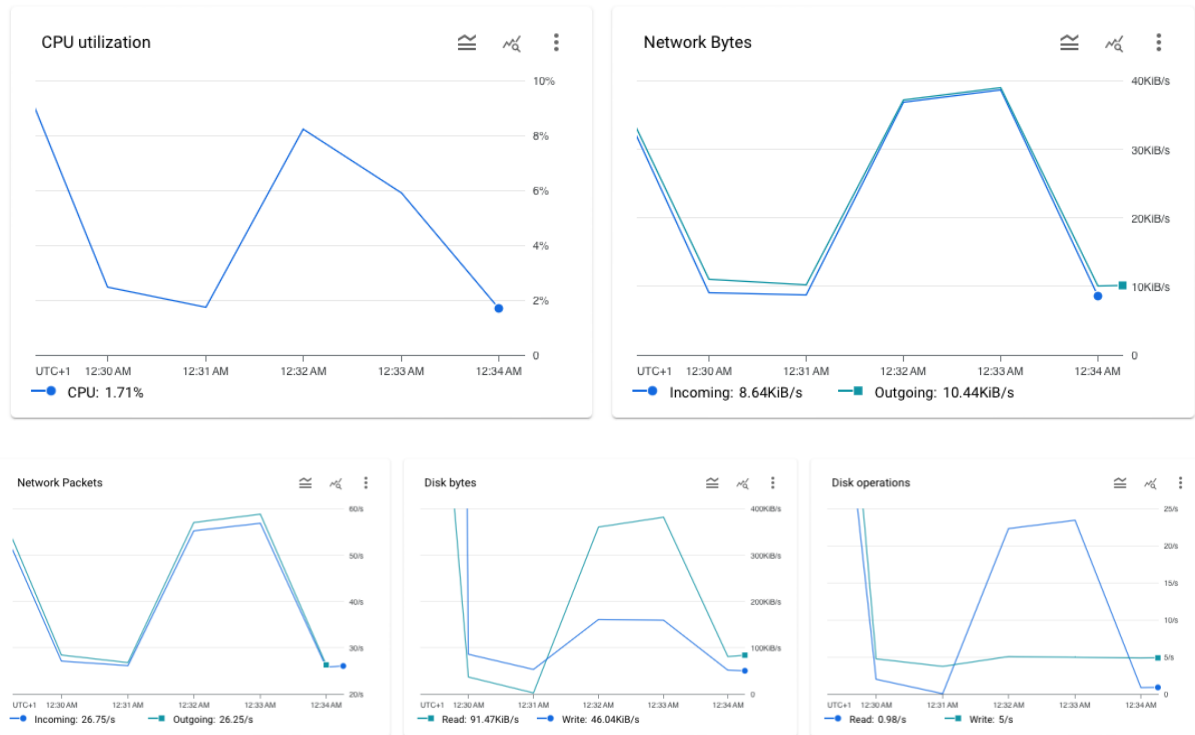 CPU utilization
10%
8%
6%
4%
2%
0
UTC+1 12:30 AM 12:31 AM 12:32 AM 12:33 AM 12:34 AM
CPU: 1.71%
Network Bytes
40KiB/s
30KiB/s
20KiB/s
10KiB/s
0
UTC+1 12:30 AM 12:31 AM 12:32 AM 12:33 AM 12:34 AM
Incoming: 8.64KiB/s Outgoing: 10.44KiB/s
Network Packets
60/s
50/s
40/s
30/s
20/s
UTC+1 12:30 AM 12:31 AM 12:32 AM 12:33 AM 12:34 AM
Incoming: 26.75/s Outgoing: 26.25/s
Disk bytes
400KiB/s
300KiB/s
200KiB/s
100KiB/s
0
UTC+1 12:30 AM 12:31 AM 12:32 AM 12:33 AM 12:34 AM
Read: 91.47KiB/s Write: 46.04KiB/s
Disk operations
25/s
20/s
15/s
10/s
5/s
0
UTC+1 12:30 AM 12:31 AM 12:32 AM 12:33 AM 12:34 AM
Read: 0.98/s Write: 5/s